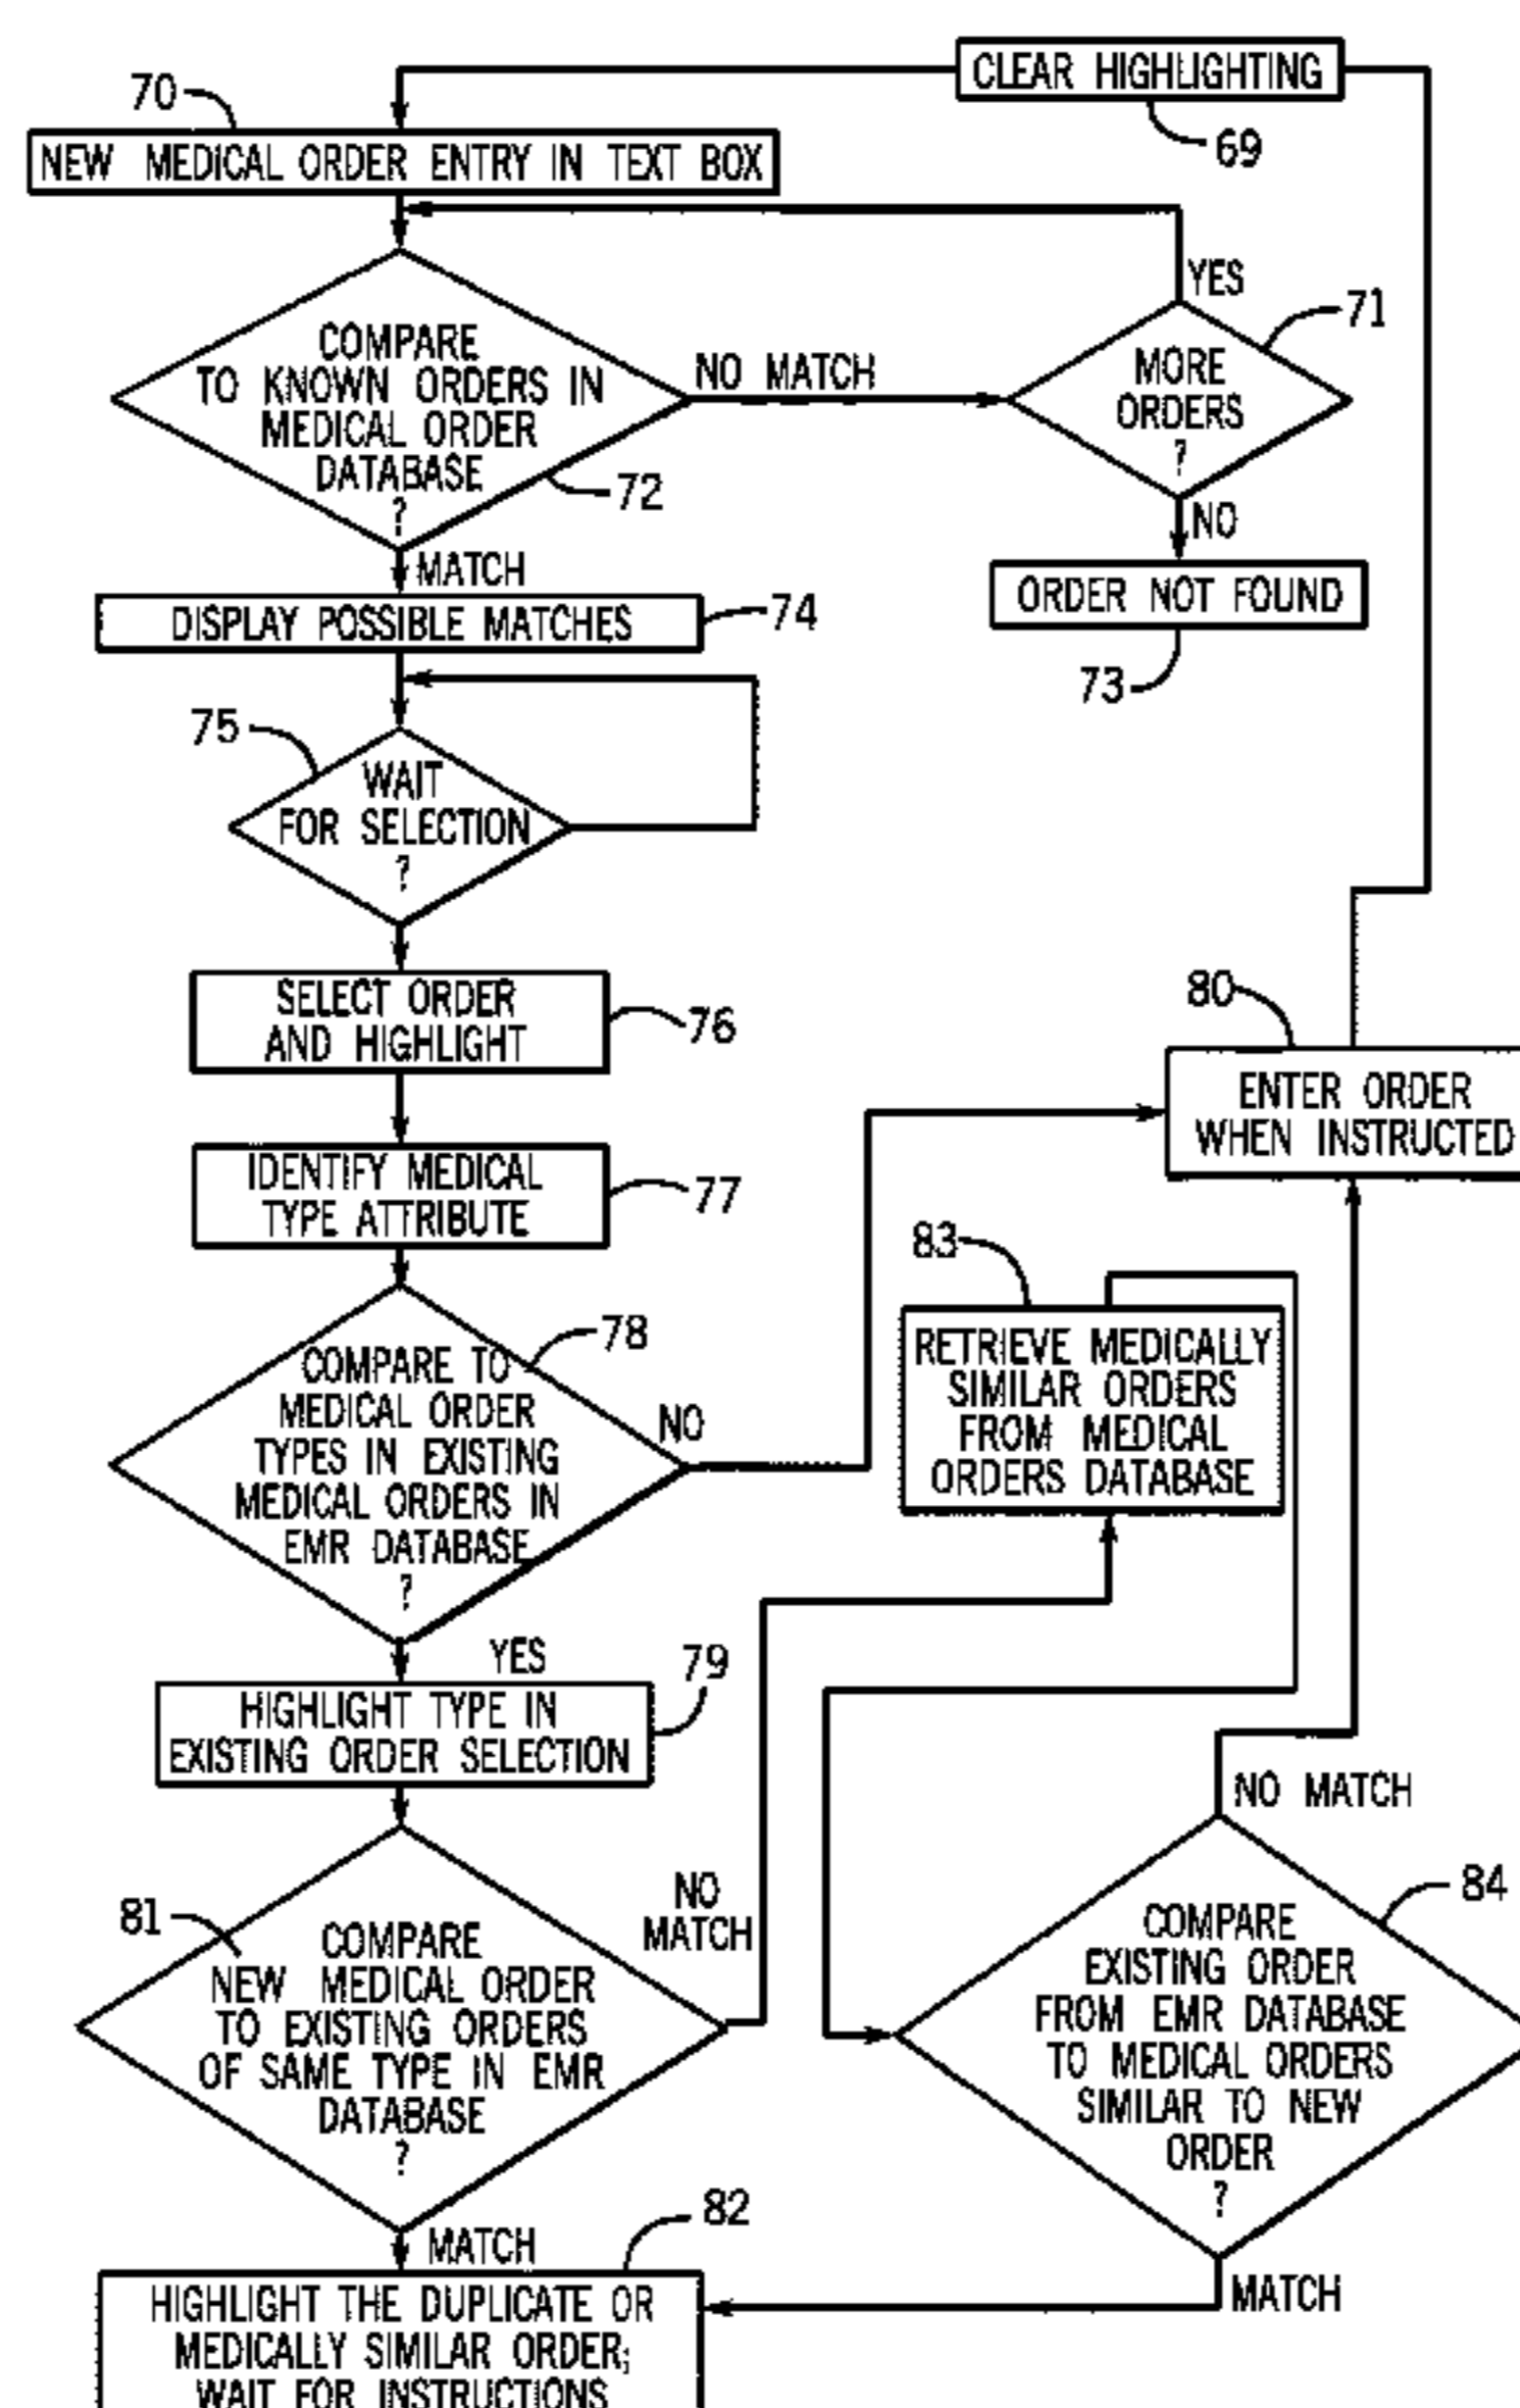 CLEAR HIGHLIGHTING
69
70
NEW MEDICAL ORDER ENTRY IN TEXT BOX
COMPARE
TO KNOWN ORDERS IN
MEDICAL ORDER
DATABASE
?
72
NO MATCH
YES
71
MORE
ORDERS
?
NO
ORDER NOT FOUND
73
MATCH
DISPLAY POSSIBLE MATCHES
74
75
WAIT
FOR SELECTION
?
SELECT ORDER
AND HIGHLIGHT
76
IDENTIFY MEDICAL
TYPE ATTRIBUTE
77
78
COMPARE TO
MEDICAL ORDER
TYPES IN EXISTING
MEDICAL ORDERS IN
EMR DATABASE
?
NO
80
ENTER ORDER
WHEN INSTRUCTED
83
RETRIEVE MEDICALLY
SIMILAR ORDERS
FROM MEDICAL
ORDERS DATABASE
YES
79
HIGHLIGHT TYPE IN
EXISTING ORDER SELECTION
81
COMPARE
NEW MEDICAL ORDER
TO EXISTING ORDERS
OF SAME TYPE IN EMR
DATABASE
?
NO
MATCH
NO MATCH
84
COMPARE
EXISTING ORDER
FROM EMR DATABASE
TO MEDICAL ORDERS
SIMILAR TO NEW
ORDER
?
MATCH
82
MATCH
HIGHLIGHT THE DUPLICATE OR
MEDICALLY SIMILAR ORDER;
WAIT FOR INSTRUCTIONS